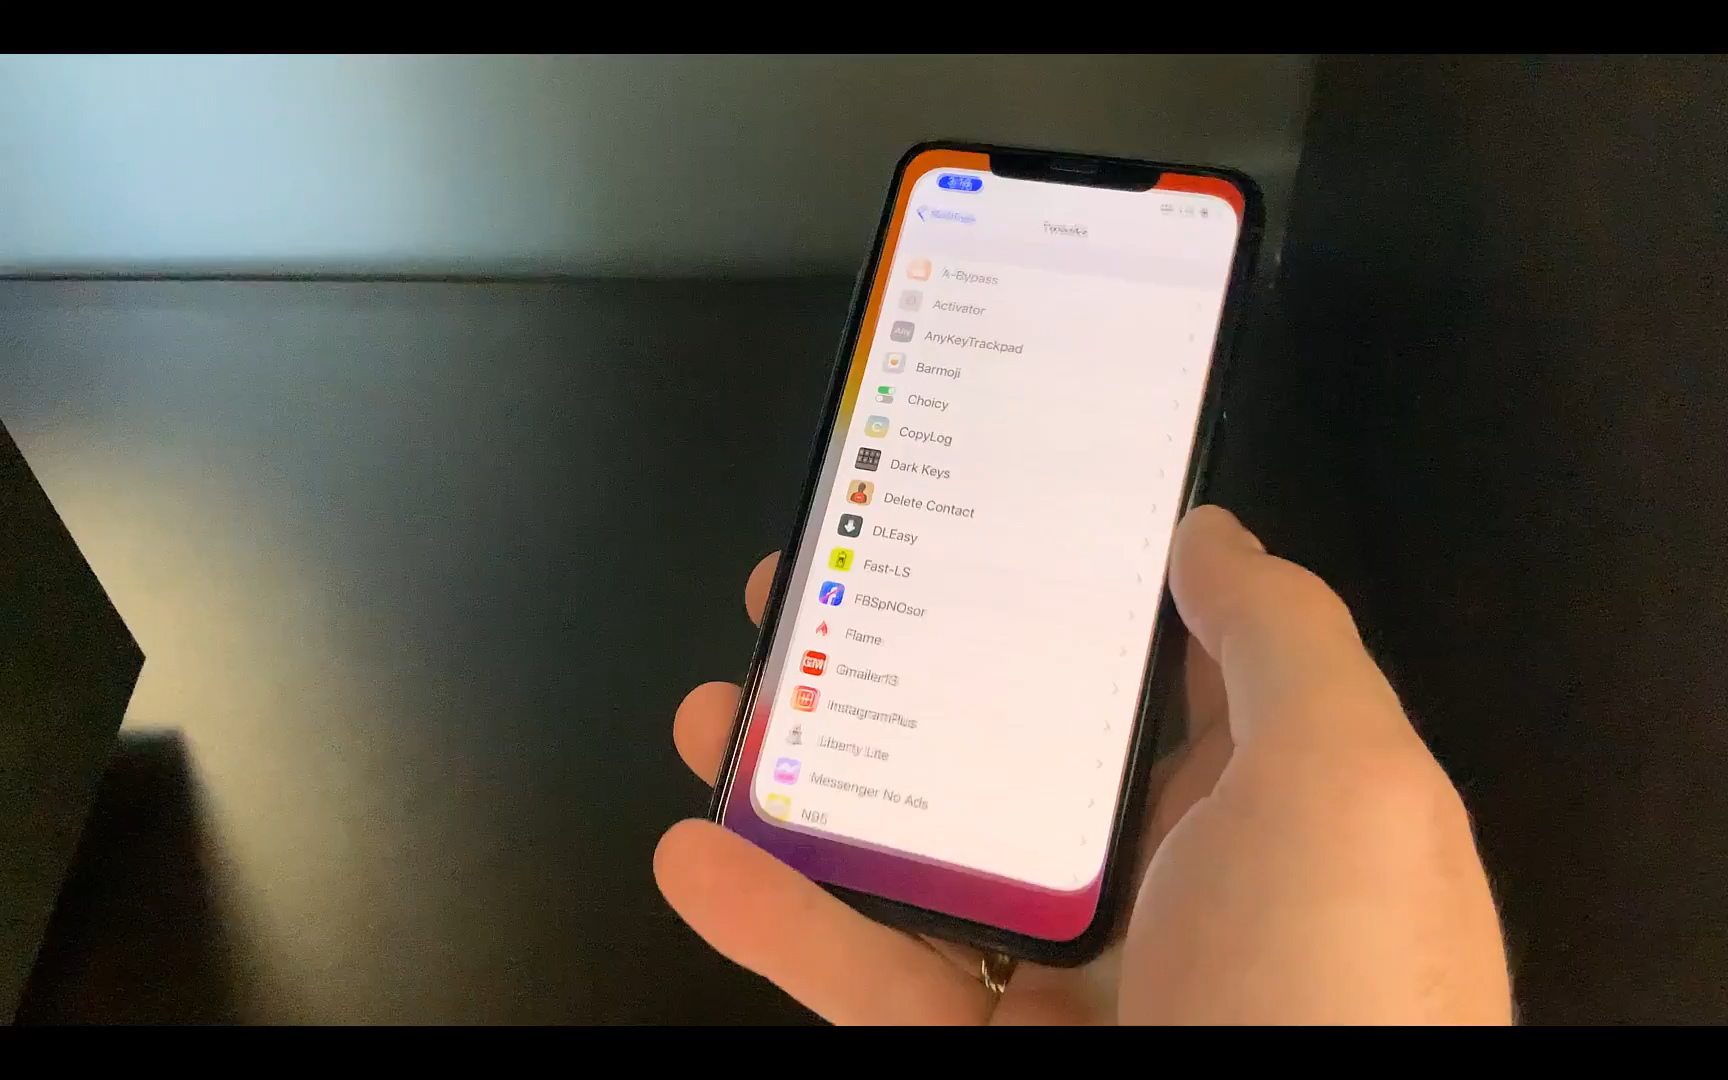 A-Bypass
Activator
AnyKeyTrackpad
Barmoji
Choicy
CopyLog
Dark Keys
Delete Contact
DLEasy
Fast-LS
FBSpNOsor
Flame
Gmailer13
InstagramPlus
Liberty Lite
Messenger No Ads
N95